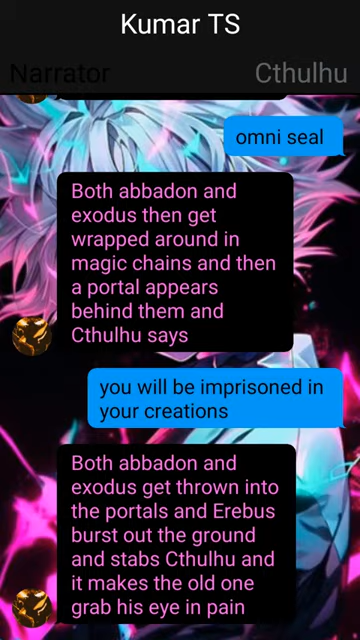 Kumar TS
Narrator
Cthulhu
omni seal
Both abbadon and
exodus then get
wrapped around in
magic chains and then
a portal appears
behind them and
Cthulhu says
you will be imprisoned in
your creations
Both abbadon and
exodus get thrown into
the portals and Erebus
burst out the ground
and stabs Cthulhu and
it makes the old one
grab his eye in pain